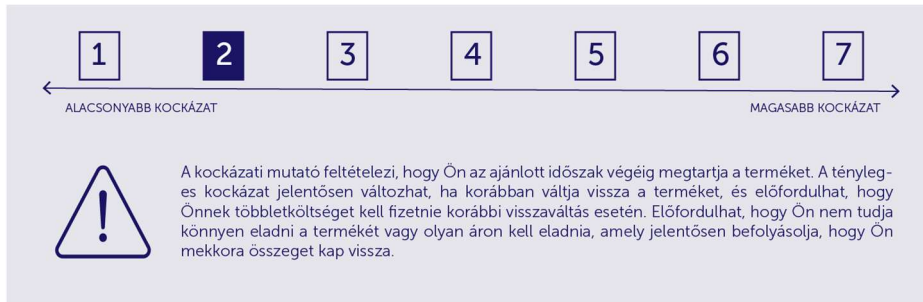 1 2 3 4 5 6 7
ALACSONYABB KOCKÁZAT MAGASABB KOCKÁZAT
A kockázati mutató feltételezi, hogy Ön az ajánlott időszak végéig megtartja a terméket. A tényleg-
es kockázat jelentősen változhat, ha korábban váltja vissza a terméket, és előfordulhat, hogy
Önnek többletköltséget kell fizetnie korábbi visszaváltás esetén. Előfordulhat, hogy Ön nem tudja
könnyen eladni a termékét vagy olyan áron kell eladnia, amely jelentősen befolyásolja, hogy Ön
mekkora összeget kap vissza.